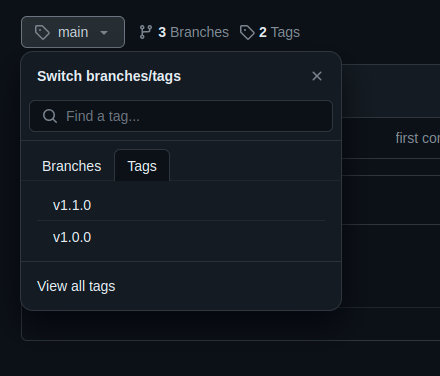 main 3 Branches 2 Tags
Switch branches/tags
Find a tag...
Branches Tags
first
v1.1.0
v1.0.0
View all tags